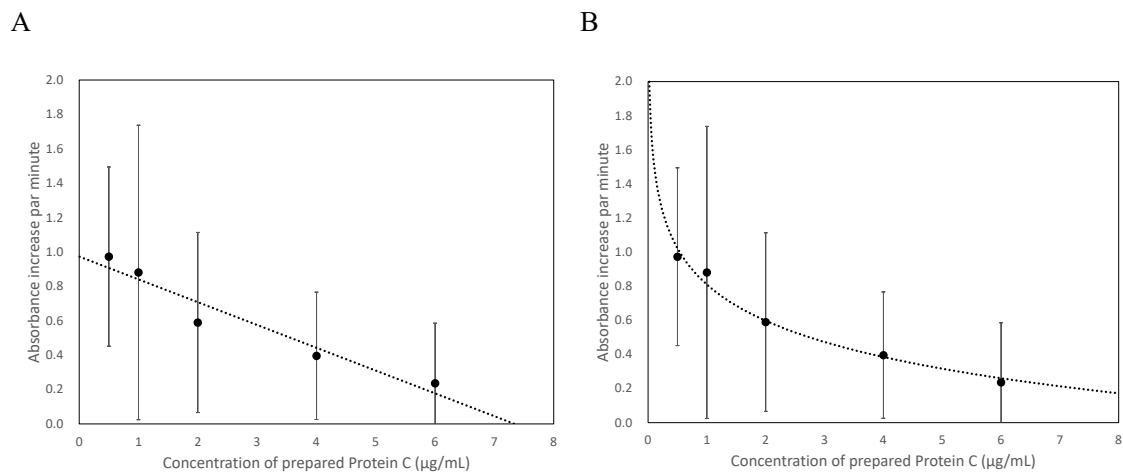 A
B
2.0
1.8
1.6
1.4
1.2
1.0
0.8
0.6
0.4
0.2
0.0
Absorbance increase par minute
0 1 2 3 4 5 6 7 8
Concentration of prepared Protein C (μg/mL)
2.0
1.8
1.6
1.4
1.2
1.0
0.8
0.6
0.4
0.2
0.0
Absorbance increase par minute
0 1 2 3 4 5 6 7 8
Concentration of prepared Protein C (μg/mL)